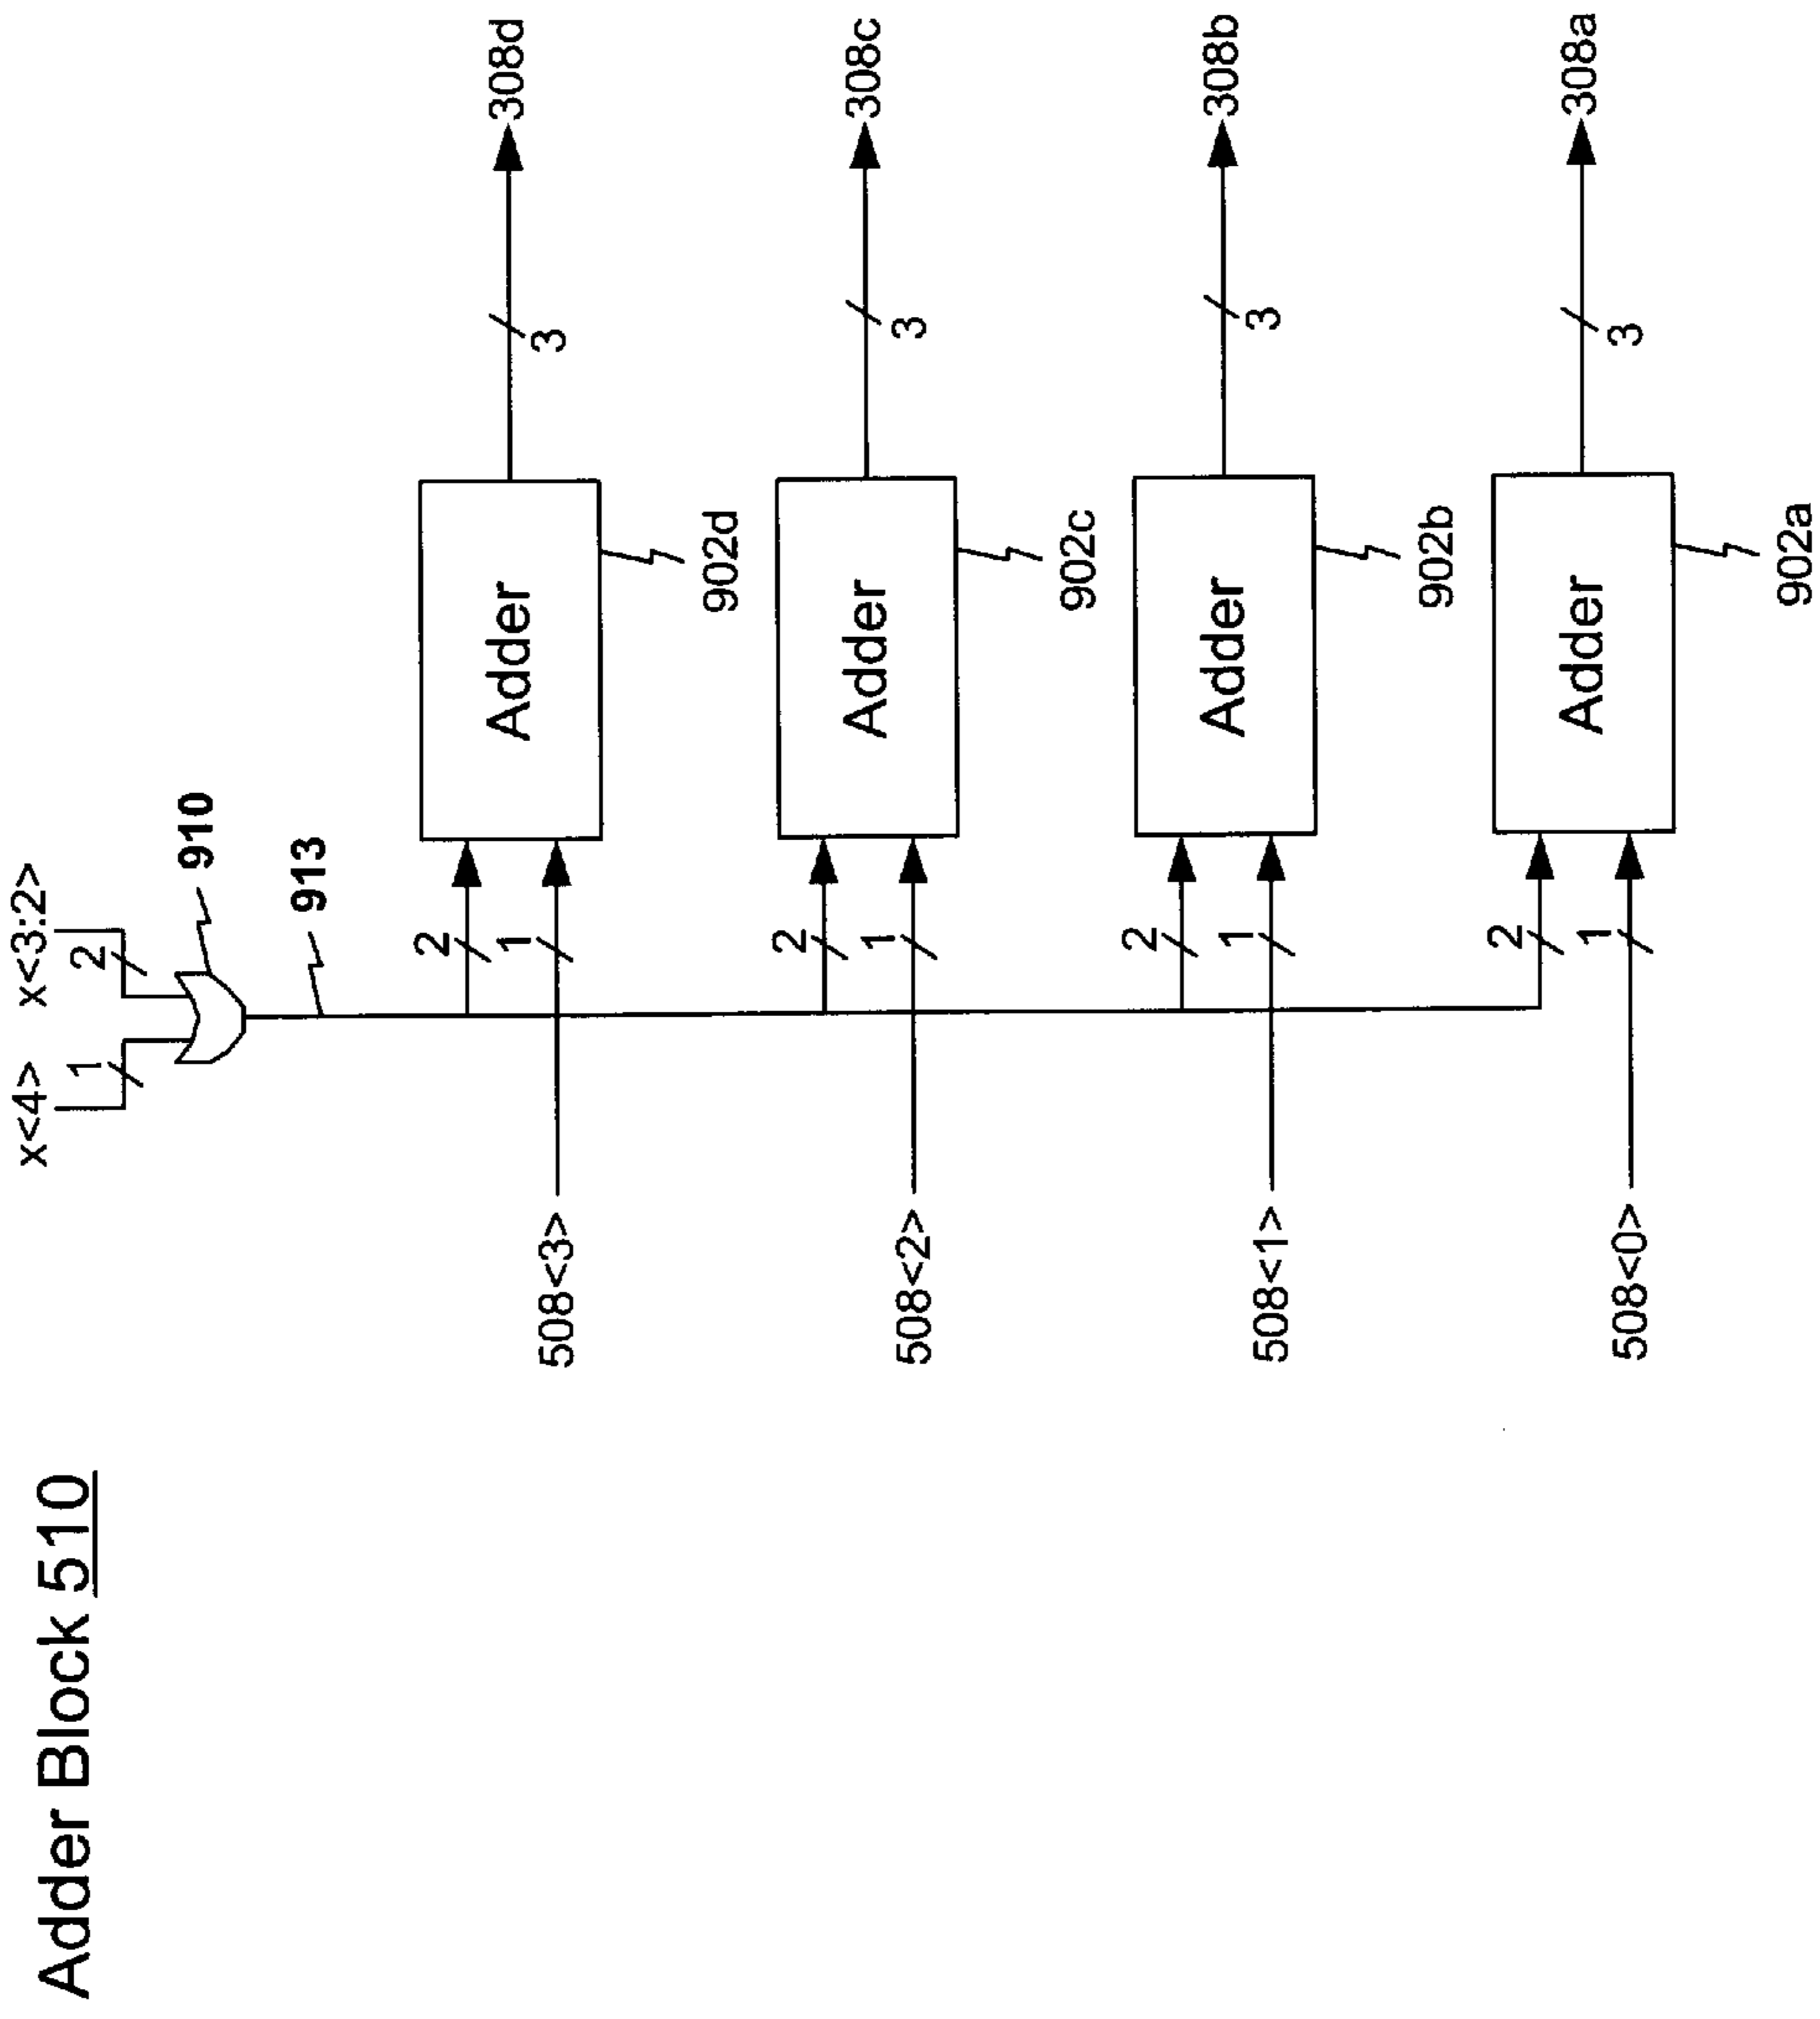 Adder Block 510
x<4>
x<3:2>
1
2
910
913
508<3>
2
1
Adder
902d
3
308d
508<2>
2
1
Adder
902c
3
308c
508<1>
2
1
Adder
902b
3
308b
508<0>
2
1
Adder
902a
3
308a